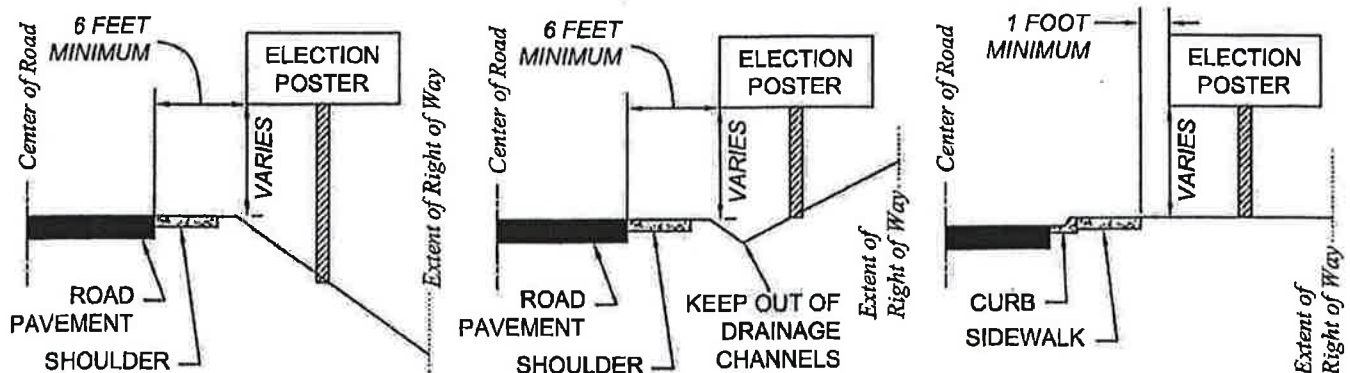 6 FEET
MINIMUM
Center of Road
ELECTION
POSTER
VARIES
Extent of Right of Way
ROAD
PAVEMENT
SHOULDER
6 FEET
MINIMUM
Center of Road
ELECTION
POSTER
VARIES
Extent of
Right of Way
ROAD
PAVEMENT
SHOULDER
KEEP OUT OF
DRAINAGE
CHANNELS
1 FOOT
MINIMUM
Center of Road
ELECTION
POSTER
VARIES
CURB
SIDEWALK
Extent of
Right of Way